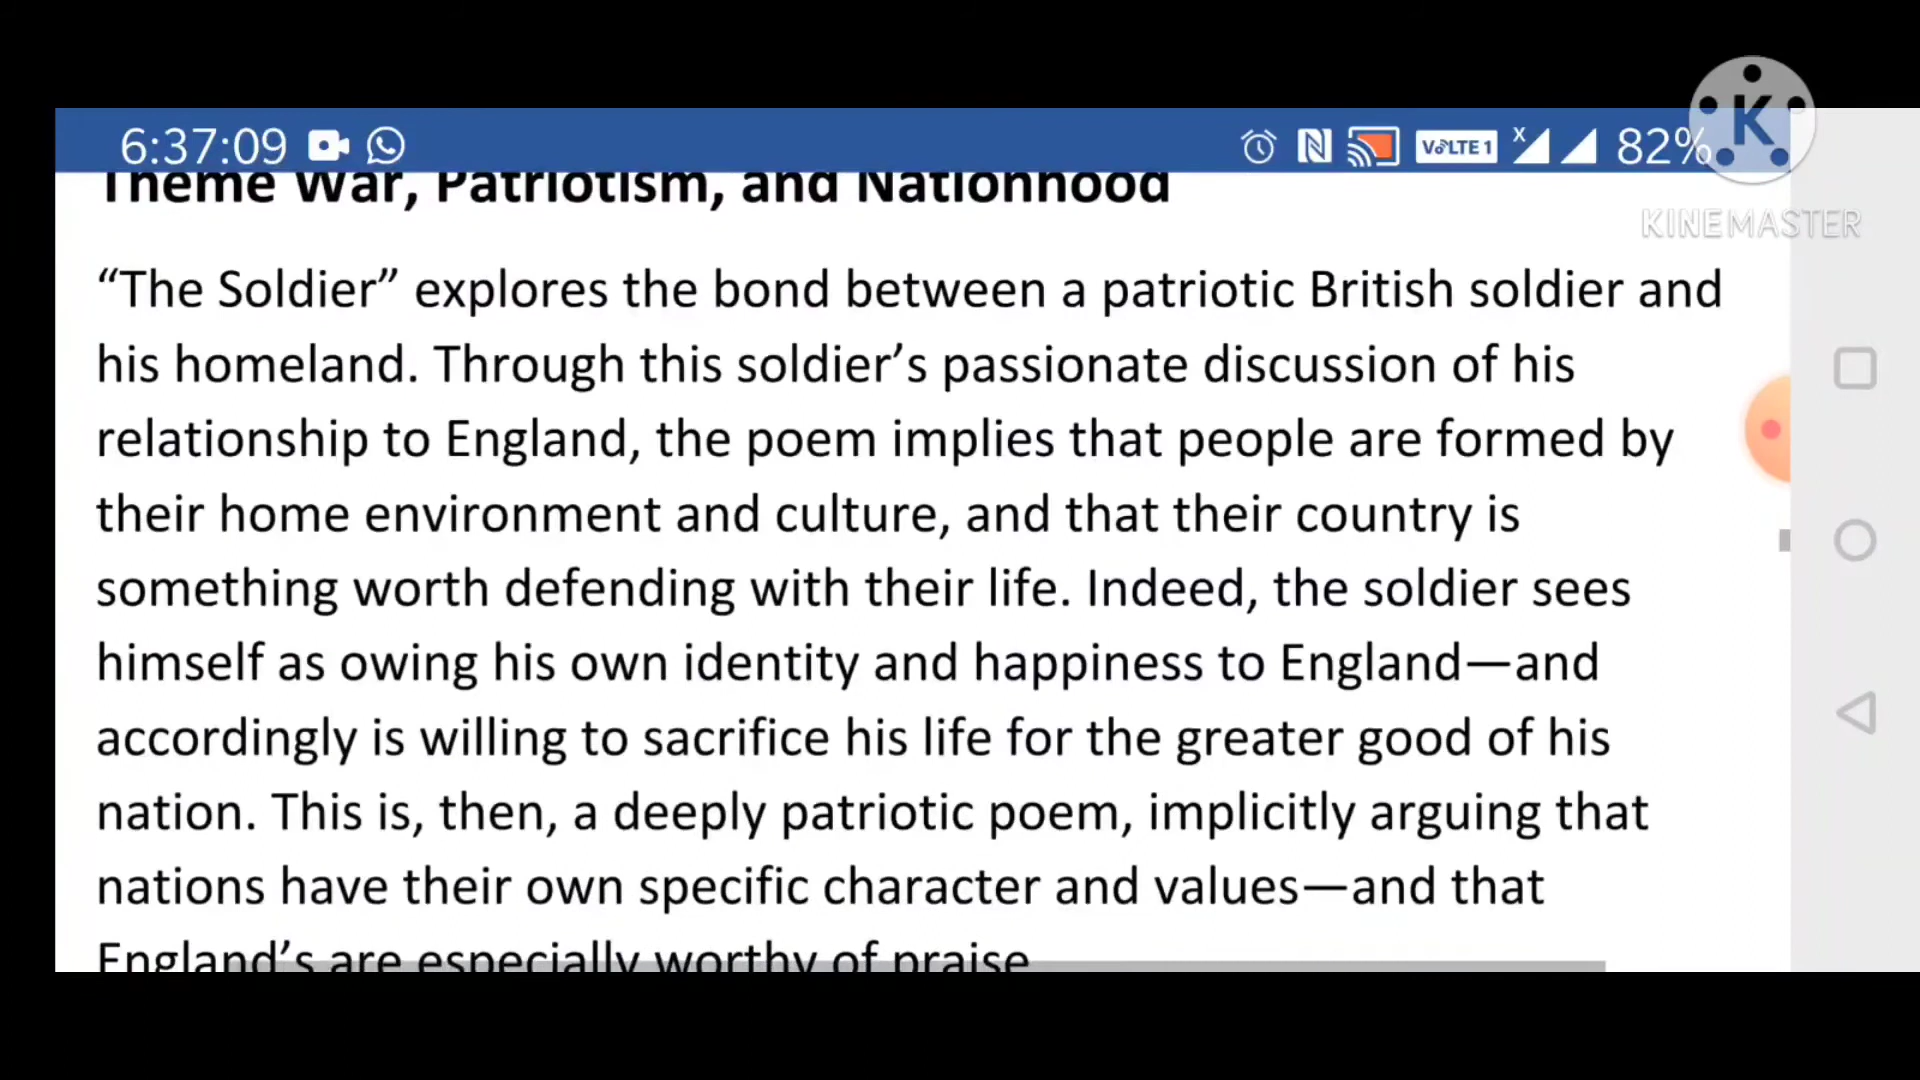 6:37:09
VoLTE 1
x
82%
K
KINEMASTER
Theme War, Patriotism, and Nationhood
“The Soldier” explores the bond between a patriotic British soldier and
his homeland. Through this soldier’s passionate discussion of his
relationship to England, the poem implies that people are formed by
their home environment and culture, and that their country is
something worth defending with their life. Indeed, the soldier sees
himself as owing his own identity and happiness to England—and
accordingly is willing to sacrifice his life for the greater good of his
nation. This is, then, a deeply patriotic poem, implicitly arguing that
nations have their own specific character and values—and that
England’s are especially worthy of praise